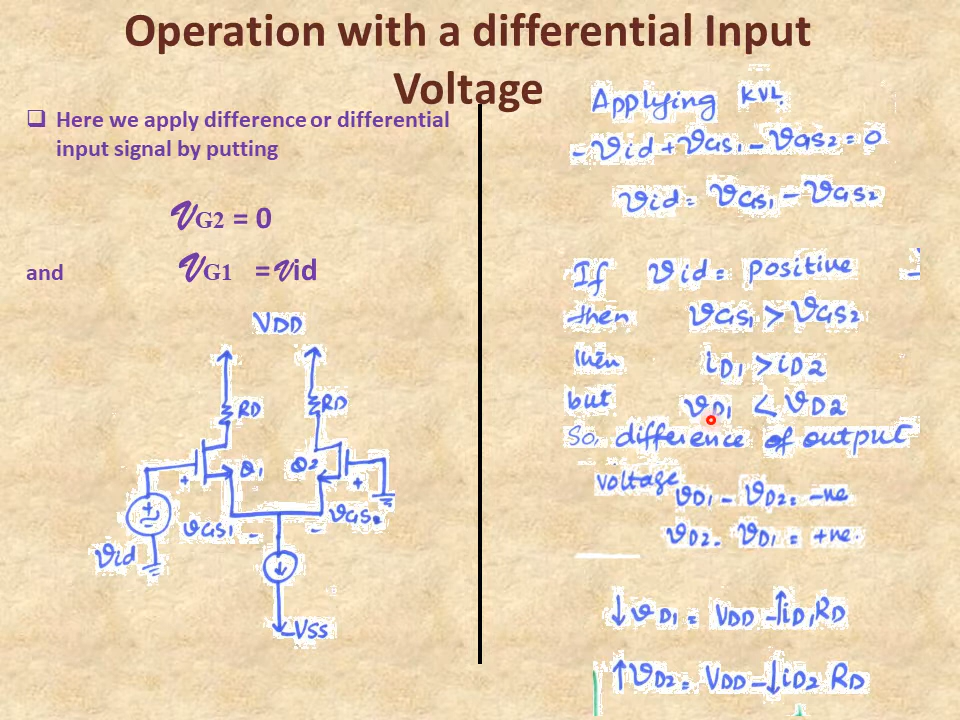 Operation with a differential Input
Voltage
Here we apply difference or differential
input signal by putting
VG2 = 0
and VG1 = vid
VDD
RD RD
Q1 Q2
+ +
vGS1 - - vGS2
vid
-VSS
Applying KVL.
-vid + vGS1 - vGS2 = 0
vid = vGS1 - vGS2
If vid = positive
then vGS1 > vGS2
then iD1 > iD2
but vD1 < vD2
So, difference of output
voltage vD1 - vD2 = -ve
vD2 - vD1 = +ve.
↓vD1 = VDD - ↑iD1RD
↑vD2 = VDD - ↓iD2 RD